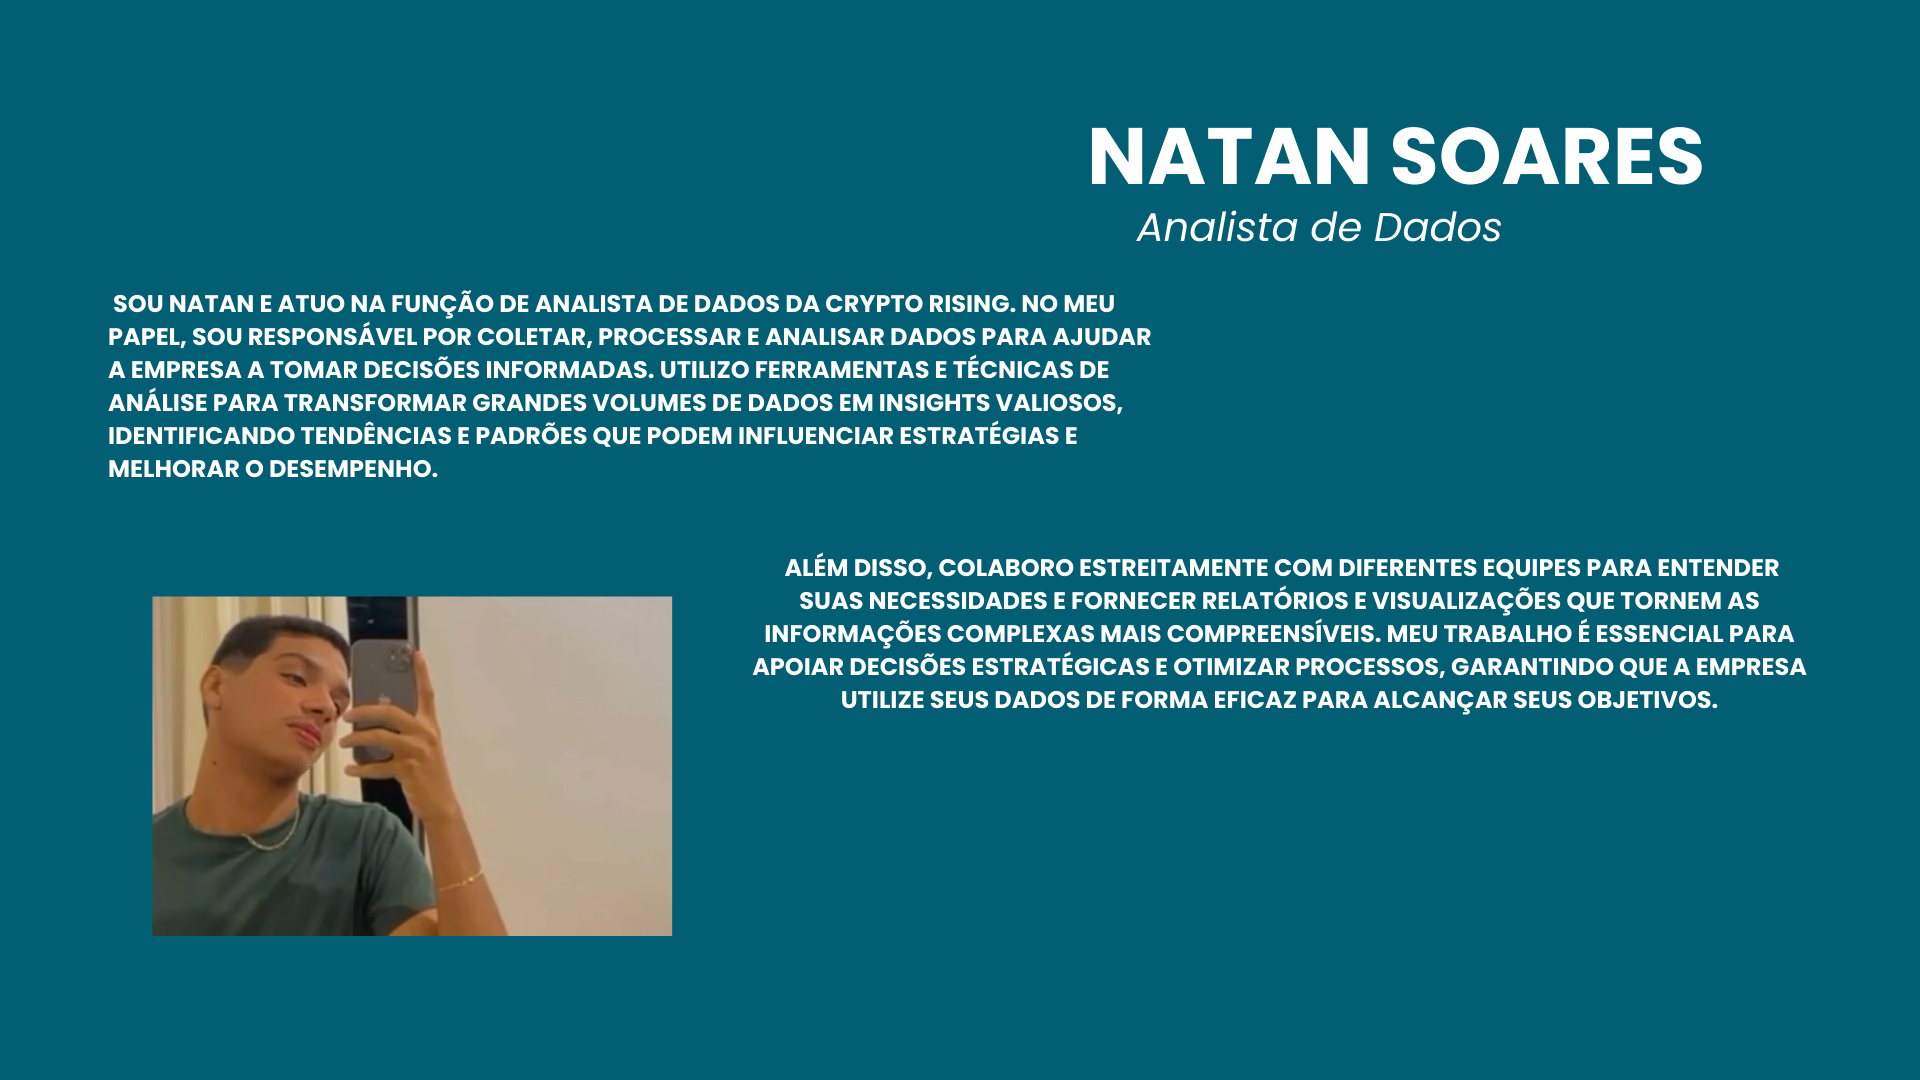 NATAN SOARES
Analista de Dados
SOU NATAN E ATUO NA FUNÇÃO DE ANALISTA DE DADOS DA CRYPTO RISING. NO MEU
PAPEL, SOU RESPONSÁVEL POR COLETAR, PROCESSAR E ANALISAR DADOS PARA AJUDAR
A EMPRESA A TOMAR DECISÕES INFORMADAS. UTILIZO FERRAMENTAS E TÉCNICAS DE
ANÁLISE PARA TRANSFORMAR GRANDES VOLUMES DE DADOS EM INSIGHTS VALIOSOS,
IDENTIFICANDO TENDÊNCIAS E PADRÕES QUE PODEM INFLUENCIAR ESTRATÉGIAS E
MELHORAR O DESEMPENHO.
ALÉM DISSO, COLABORO ESTREITAMENTE COM DIFERENTES EQUIPES PARA ENTENDER
SUAS NECESSIDADES E FORNECER RELATÓRIOS E VISUALIZAÇÕES QUE TORNEM AS
INFORMAÇÕES COMPLEXAS MAIS COMPREENSÍVEIS. MEU TRABALHO É ESSENCIAL PARA
APOIAR DECISÕES ESTRATÉGICAS E OTIMIZAR PROCESSOS, GARANTINDO QUE A EMPRESA
UTILIZE SEUS DADOS DE FORMA EFICAZ PARA ALCANÇAR SEUS OBJETIVOS.